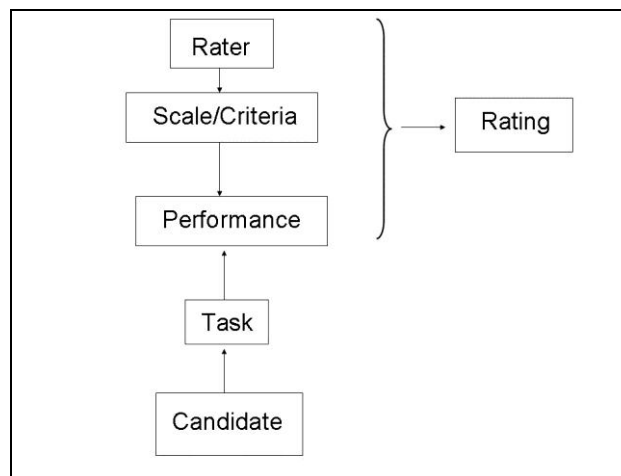 Rater
Scale/Criteria
Rating
Performance
Task
Candidate